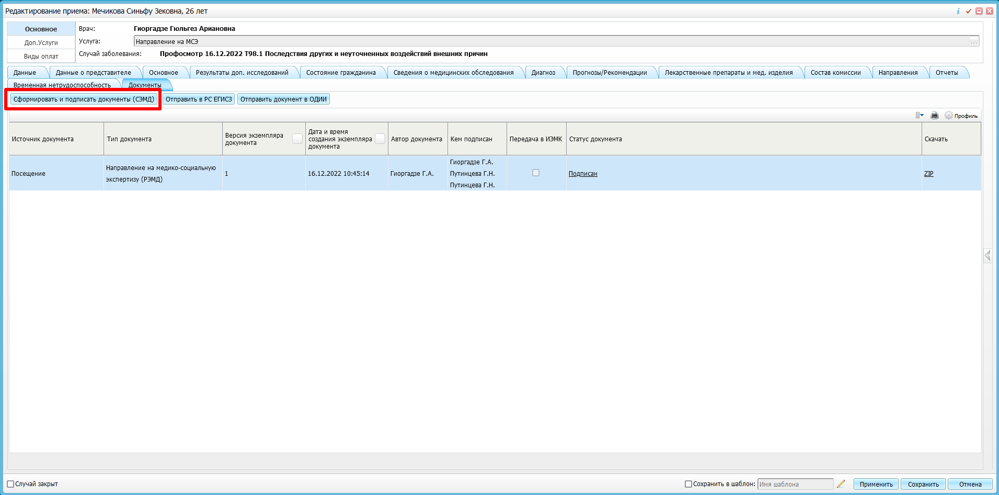 Редактирование приема: Мечикова Синьфу Зековна, 26 лет
Основное
Доп.Услуги
Виды оплат
Врач: Гиоргадзе Гюльгез Ариановна
Услуга: Направление на МСЭ
Случай заболевания: Профосмотр 16.12.2022 T98.1 Последствия других и неуточненных воздействий внешних причин
Данные Данные о представителе Основное Результаты доп. исследований Состояние гражданина Сведения о медицинских обследования Диагноз Прогнозы/Рекомендации Лекарственные препараты и мед. изделия Состав комиссии Направления Отчеты
Временная нетрудоспособность Документы
Сформировать и подписать документы (СЭМД) Отправить в РС ЕГИСЗ Отправить документ в ОДИИ
Профиль
Источник документа
Тип документа
Версия экземпляра
документа
Дата и время
создания экземпляра
документа
Автор документа
Кем подписан
Передача в ИЭМК
Статус документа
Скачать
Посещение
Направление на медико-социальную
экспертизу (РЭМД)
1
16.12.2022 10:45:14
Гиоргадзе Г.А.
Гиоргадзе Г.А.
Путинцева Г.Н.
Путинцева Г.Н.
Подписан
ZIP
Случай закрыт
Сохранить в шаблон: Имя шаблона
Применить Сохранить Отмена